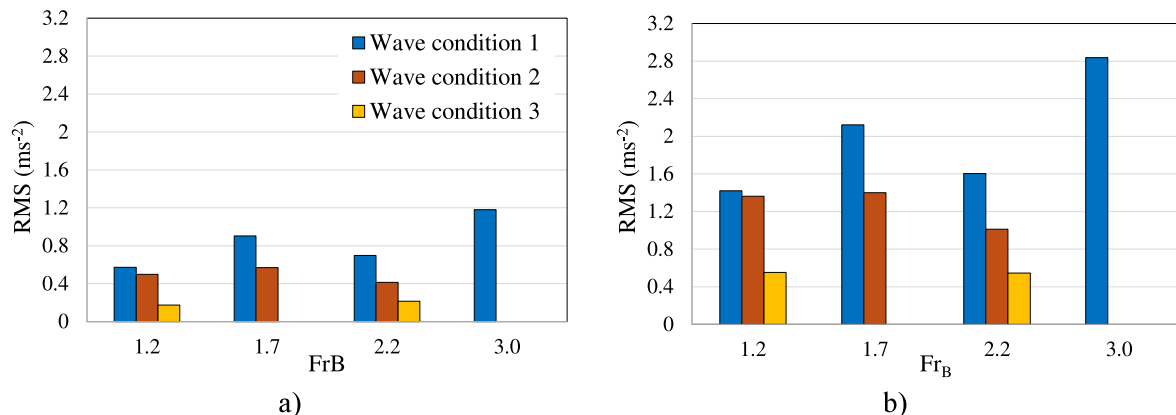 3.2
2.8
2.4
2
1.6
1.2
0.8
0.4
0
RMS (ms⁻²)
Wave condition 1
Wave condition 2
Wave condition 3
1.2 1.7 2.2 3.0
FrB
a)
3.2
2.8
2.4
2
1.6
1.2
0.8
0.4
0
RMS (ms⁻²)
1.2 1.7 2.2 3.0
Fr_B
b)